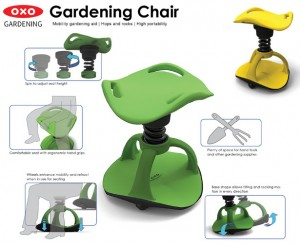 OXO
GARDENING
Gardening Chair
Mobility gardening aid | Hops and rocks | High portability
Spin to adjust seat height
Comfortable seat with ergonomic hand grips
Plenty of space for hand tools
and other gardening supplies
Wheels enhance mobility and retract
when in use for seating
Base shape allows tilting and rocking motion
in every direction